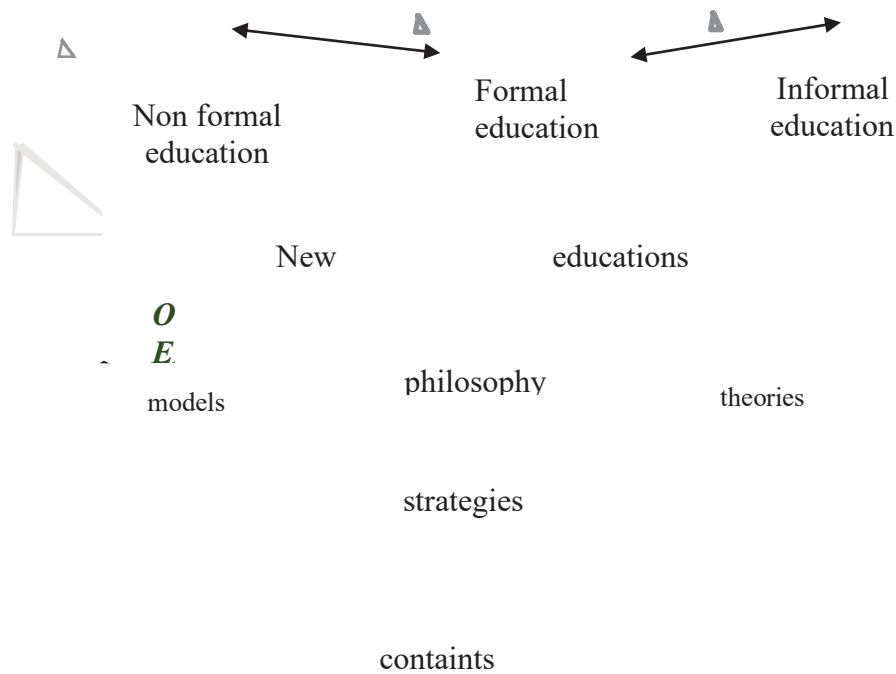 Non formal
education
Formal
education
Informal
education
New educations
O
E
models
philosophy
theories
strategies
containts